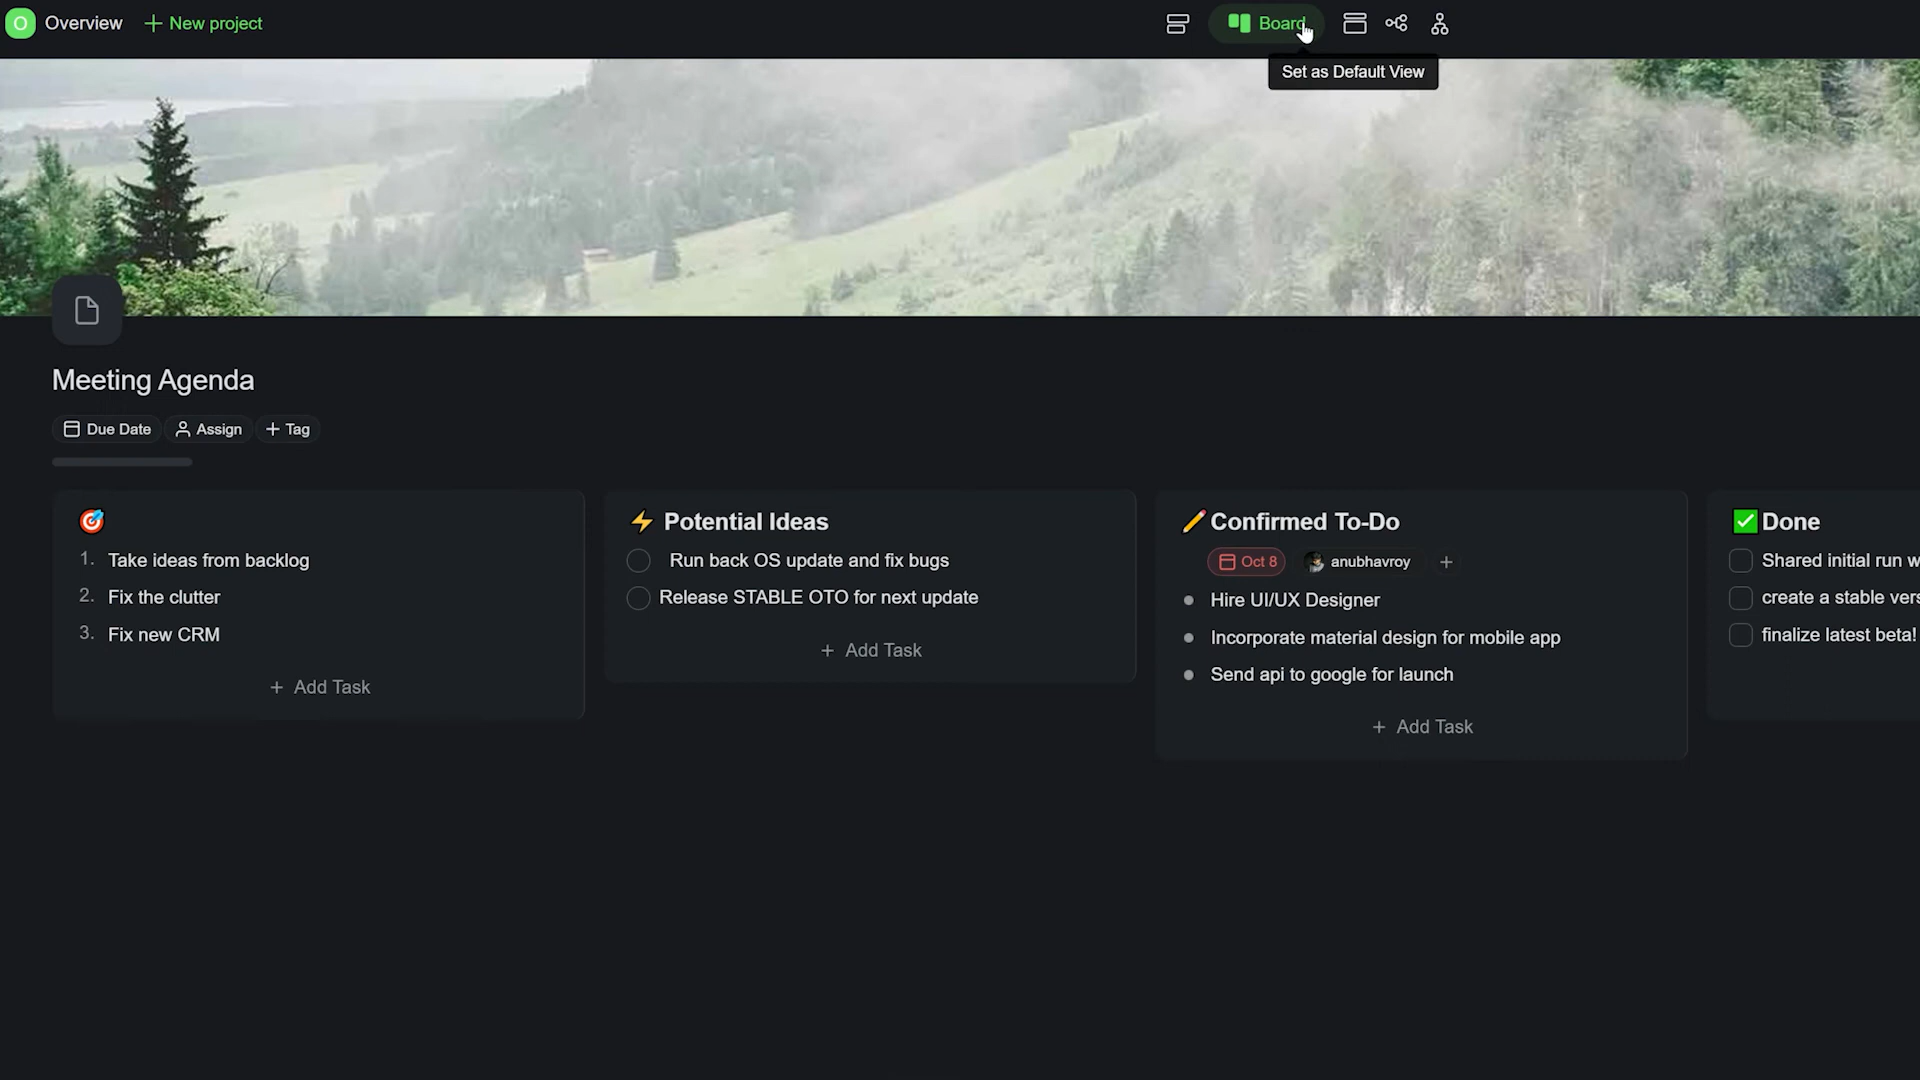 O Overview + New project
Board
Set as Default View
Meeting Agenda
Due Date Assign + Tag
1. Take ideas from backlog
2. Fix the clutter
3. Fix new CRM
+ Add Task
⚡ Potential Ideas
Run back OS update and fix bugs
Release STABLE OTO for next update
+ Add Task
Confirmed To-Do
Oct 8 anubhavroy +
Hire UI/UX Designer
Incorporate material design for mobile app
Send api to google for launch
+ Add Task
✅ Done
Shared initial run
create a stable
finalize latest beta!